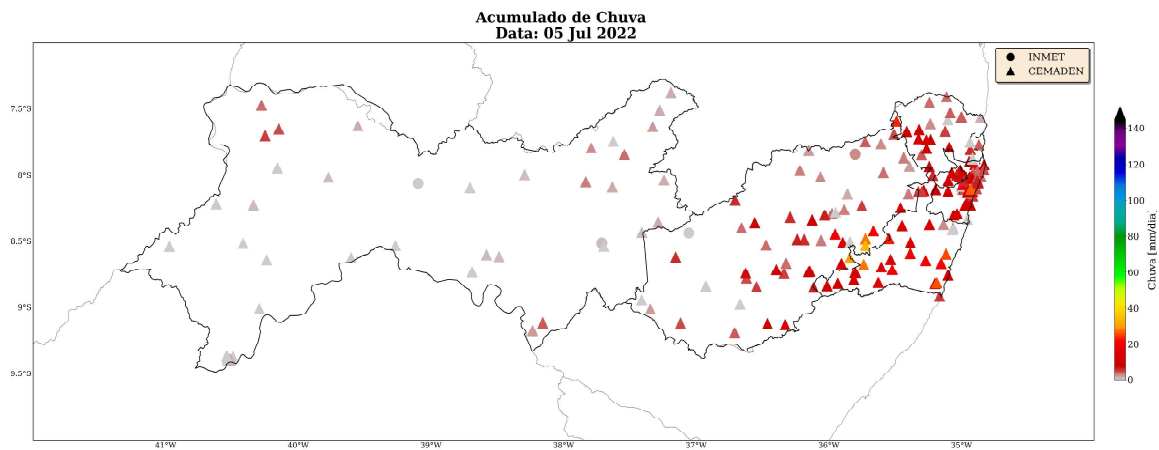 Acumulado de Chuva
Data: 05 Jul 2022
INMET
CEMADEN
7.5°S
8°S
8.5°S
9°S
9.5°S
41°W
40°W
39°W
38°W
37°W
36°W
35°W
140
120
100
80
60
40
20
0
Chuva [mm/dia]